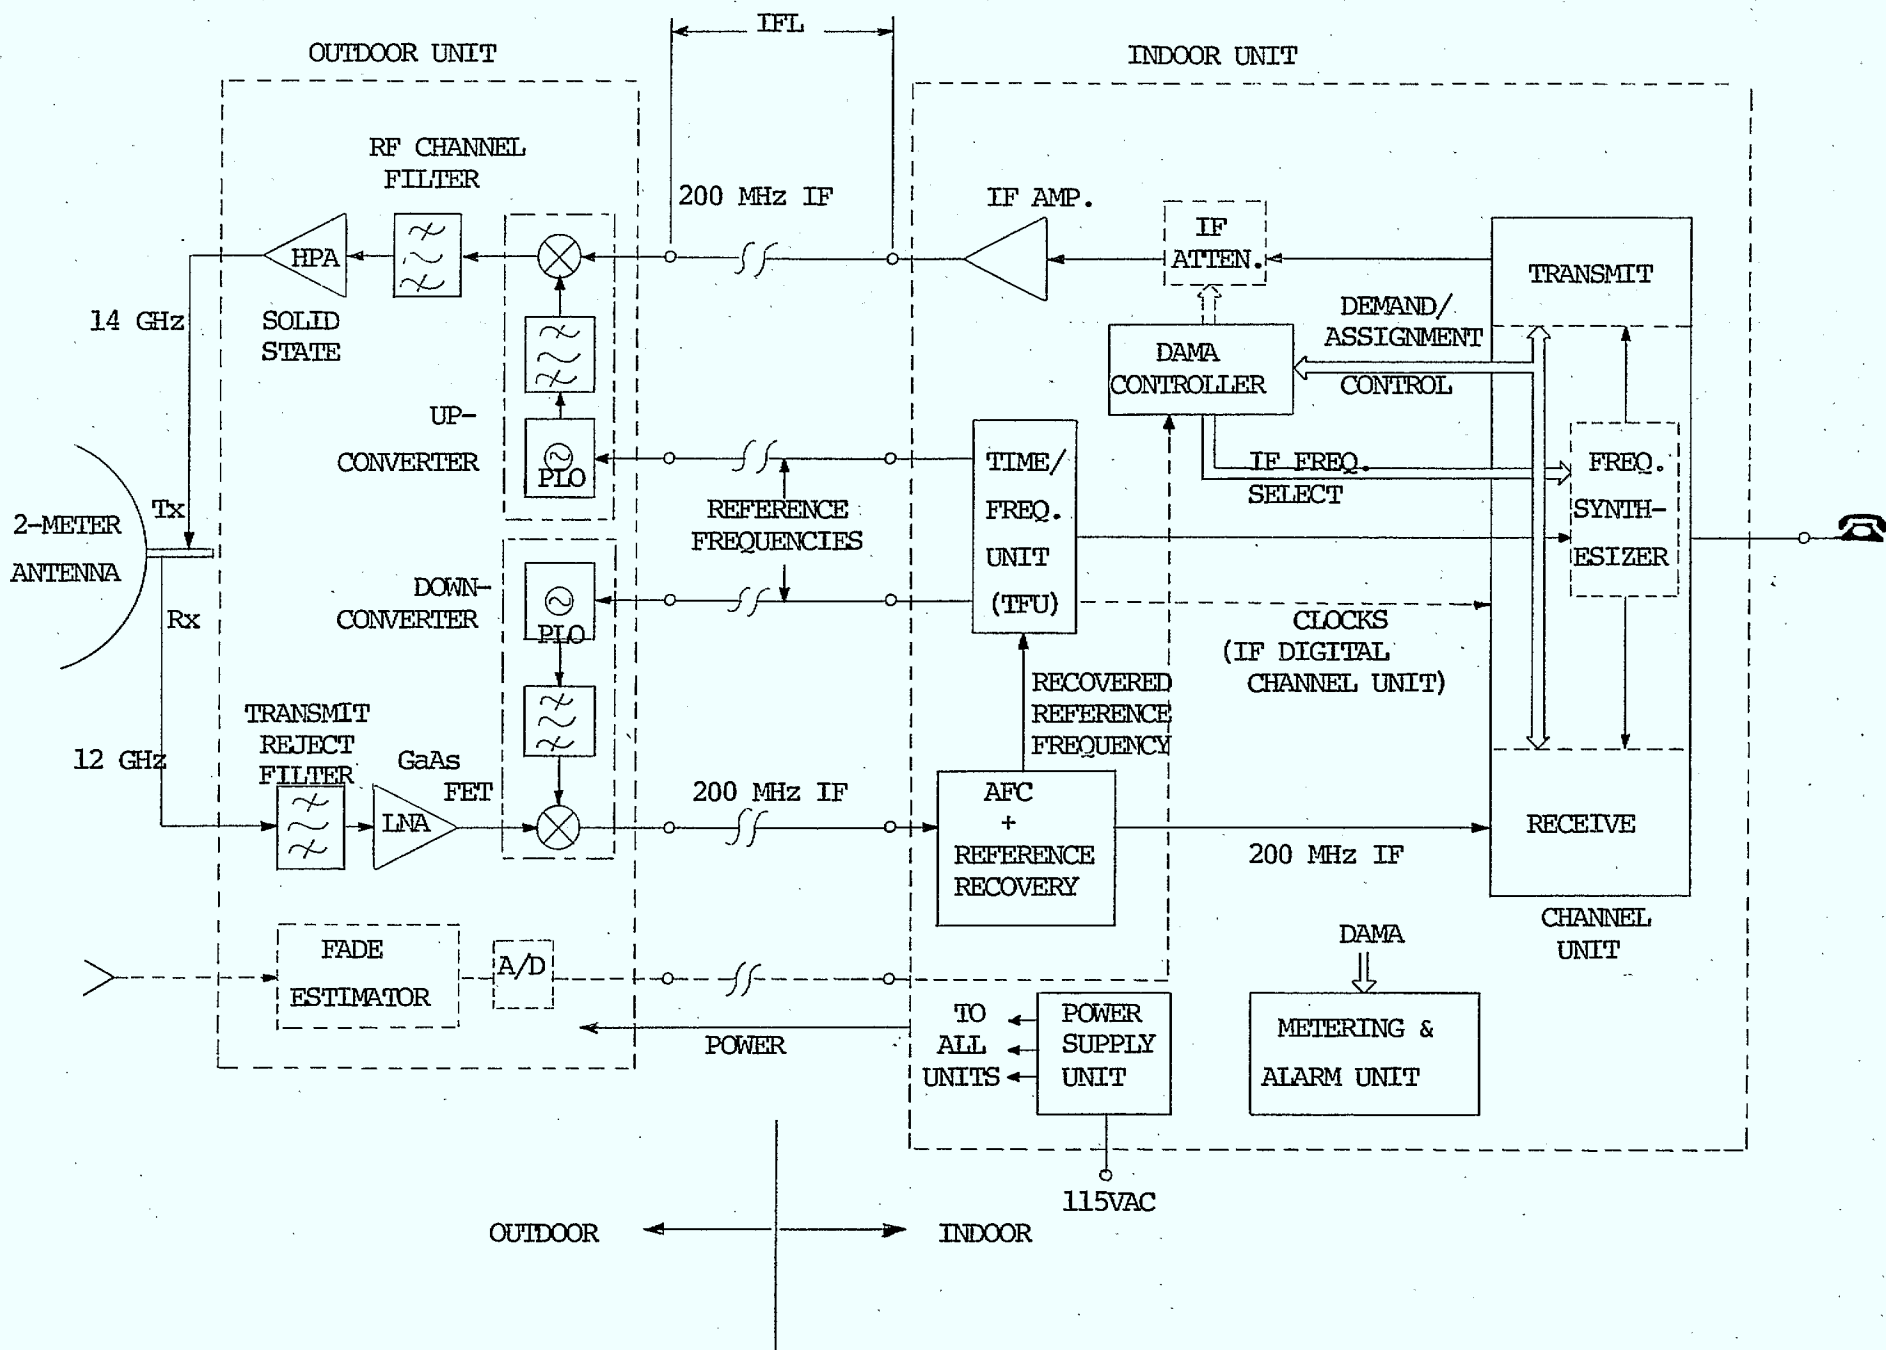 IFL
OUTDOOR UNIT
INDOOR UNIT
RF CHANNEL
FILTER
200 MHz IF
IF AMP.
IF
ATTEN.
HPA
TRANSMIT
14 GHz
SOLID
STATE
DEMAND/
ASSIGNMENT
CONTROL
DAMA
CONTROLLER
UP-
CONVERTER
PLO
TIME/
FREQ.
UNIT
(TFU)
IF FREQ.
SELECT
FREQ.
SYNTH-
ESIZER
REFERENCE
FREQUENCIES
2-METER
ANTENNA
Tx
Rx
DOWN-
CONVERTER
PLO
CLOCKS
(IF DIGITAL
CHANNEL UNIT)
RECOVERED
REFERENCE
FREQUENCY
TRANSMIT
REJECT
FILTER
12 GHz
GaAs
FET
LNA
200 MHz IF
AFC
+
REFERENCE
RECOVERY
200 MHz IF
RECEIVE
CHANNEL
UNIT
FADE
ESTIMATOR
A/D
DAMA
METERING &
ALARM UNIT
POWER
TO
ALL
UNITS
POWER
SUPPLY
UNIT
115VAC
OUTDOOR
INDOOR